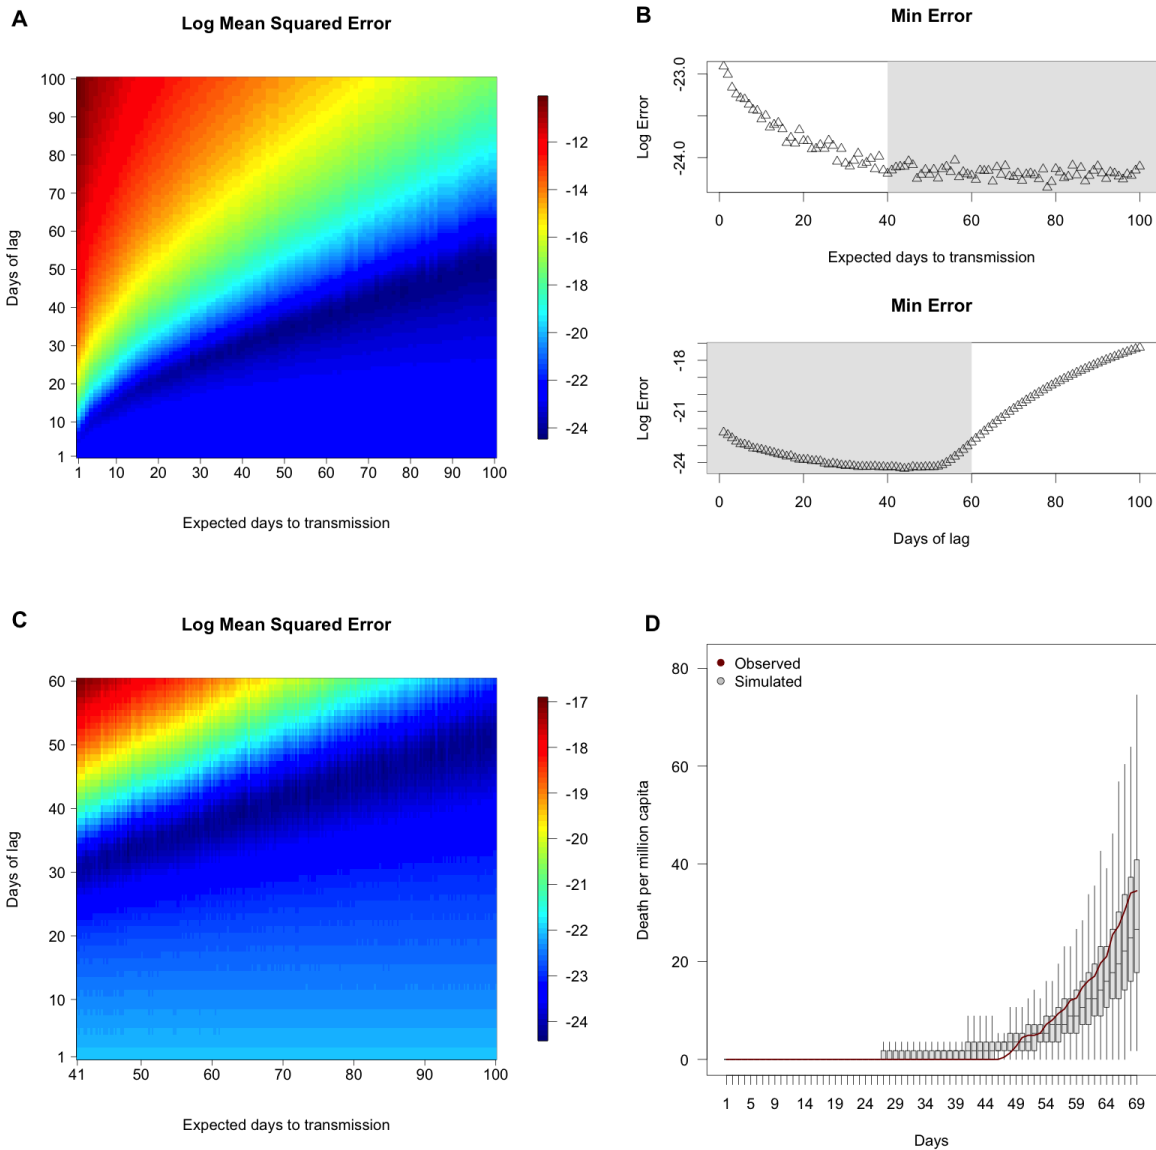 A
Log Mean Squared Error
100
90
80
70
60
50
40
30
20
10
1
Days of lag
1 10 20 30 40 50 60 70 80 90 100
Expected days to transmission
-12
-14
-16
-18
-20
-22
-24
B
Min Error
-23.0
-24.0
Log Error
0 20 40 60 80 100
Expected days to transmission
Min Error
-18
-21
-24
Log Error
0 20 40 60 80 100
Days of lag
C
Log Mean Squared Error
60
50
40
30
20
10
1
Days of lag
41 50 60 70 80 90 100
Expected days to transmission
-17
-18
-19
-20
-21
-22
-23
-24
D
Observed
Simulated
80
60
40
20
0
Death per million capita
1 5 9 14 19 24 29 34 39 44 49 54 59 64 69
Days